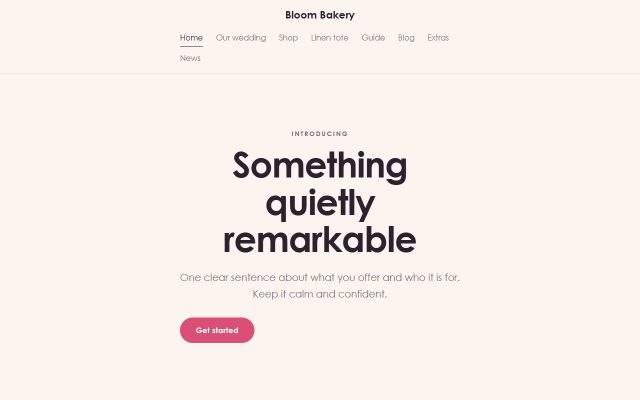 Bloom Bakery
Home Our wedding Shop Linen tote Guide Blog Extras
News
INTRODUCING
Something
quietly
remarkable
One clear sentence about what you offer and who it is for.
Keep it calm and confident.
Get started